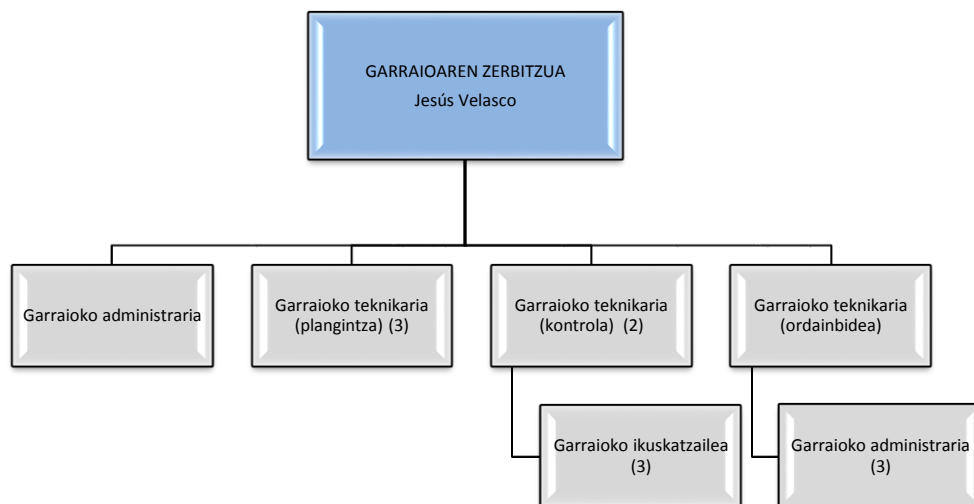 GARRAIOAREN ZERBITZUA
Jesús Velasco
Garraioko administraria
Garraioko teknikaria
(plangintza) (3)
Garraioko teknikaria
(kontrola) (2)
Garraioko teknikaria
(ordainbidea)
Garraioko ikuskatzailea
(3)
Garraioko administraria
(3)